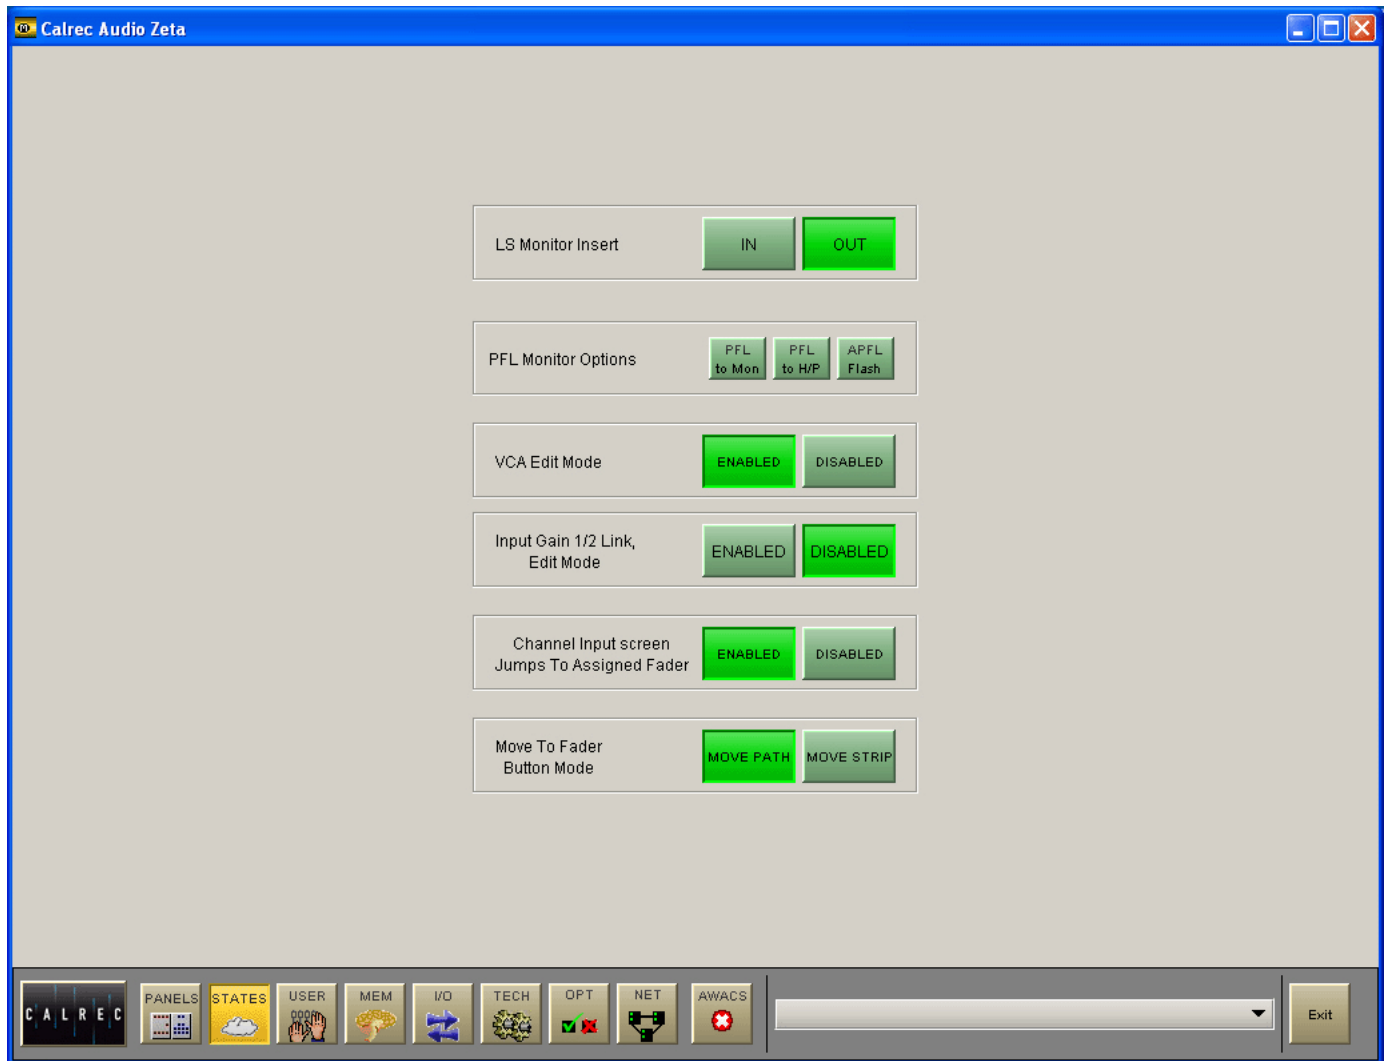 Calrec Audio Zeta
LS Monitor Insert
IN
OUT
PFL Monitor Options
PFL
to Mon
PFL
to H/P
APFL
Flash
VCA Edit Mode
ENABLED
DISABLED
Input Gain 1/2 Link,
Edit Mode
ENABLED
DISABLED
Channel Input screen
Jumps To Assigned Fader
ENABLED
DISABLED
Move To Fader
Button Mode
MOVE PATH
MOVE STRIP
CALREC
PANELS
STATES
USER
MEM
I/O
TECH
OPT
NET
AWACS
Exit